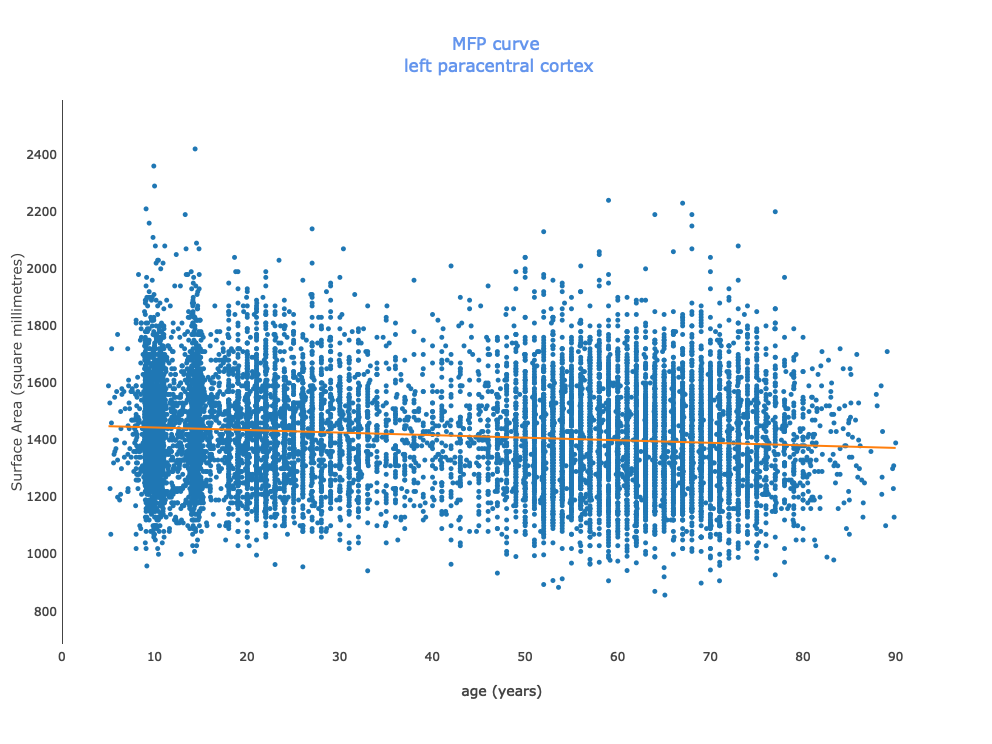 MFP curve
left paracentral cortex
Surface Area (square millimetres)
2400
2200
2000
1800
1600
1400
1200
1000
800
0 10 20 30 40 50 60 70 80 90
age (years)